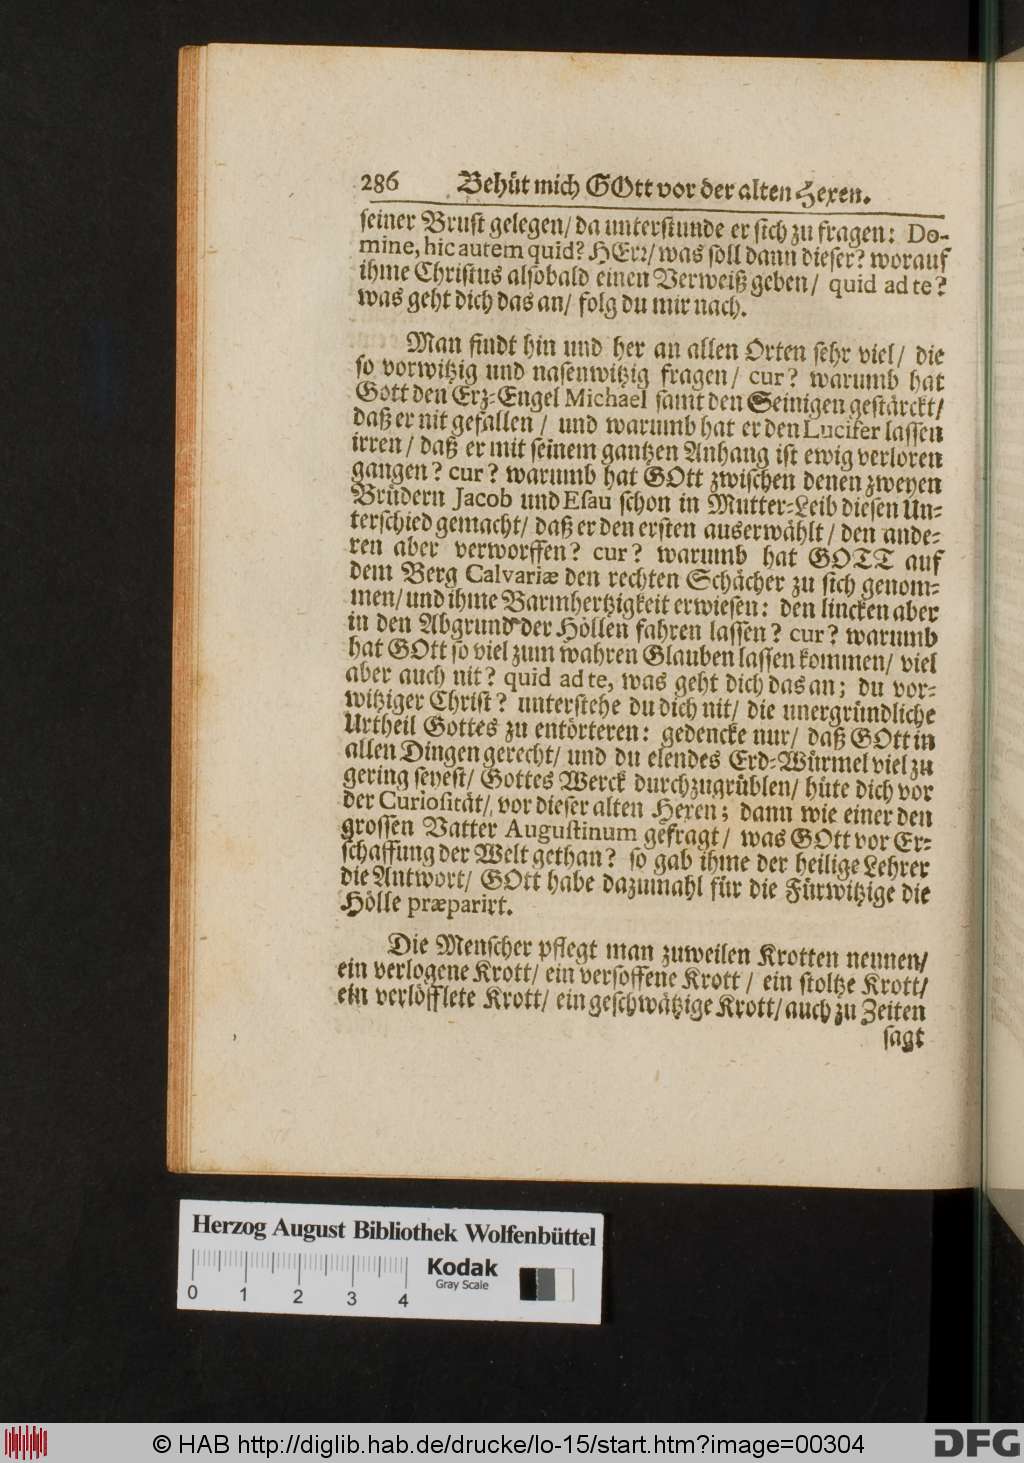 286 Behüt mich GOtt vor der alten Hexen.
seiner Brust gelegen/ da unterstunde er sich zu fragen: Do-
mine, hic autem quid? HErr/ was soll dann dieser? worauf
ihme Christus alsobald einen Verweiß geben/ quid ad te?
was geht dich das an/ folg du mir nach.
Man findt hin und her an allen Orten sehr viel/ die
so vorwitzig und nasenwitzig fragen/ cur? warumb hat
Gott den Erz-Engel Michael samt den Seinigen gestärckt/
daß er nit gefallen/ und warumb hat er den Lucifer lassen
irren/ daß er mit seinem gantzen Anhang ist ewig verloren
gangen? cur? warumb hat GOtt zwischen denen zweyen
Brüdern Jacob und Esau schon in Mutter-Leib diesen Un-
terschied gemacht/ daß er den ersten auserwählt/ den ande-
ren aber verworffen? cur? warumb hat GOTT auf
dem Berg Calvariæ den rechten Schächer zu sich genom-
men/ und ihme Barmhertzigkeit erwiesen: den lincken aber
in den Abgrund der Höllen fahren lassen? cur? warumb
hat GOtt so viel zum wahren Glauben lassen kommen/ viel
aber auch nit? quid ad te, was geht dich das an; du vor-
witziger Christ? unterstehe du dich nit/ die unergründliche
Urtheil Gottes zu entörteren: gedencke nur/ daß GOtt in
allen Dingen gerecht/ und du elendes Erd-Würmel viel zu
gering seyest/ Gottes Werck durchzugrüblen/ hüte dich vor
der Curiosität/ vor dieser alten Hexen; dann wie einer den
grossen Vatter Augustinum gefragt/ was GOtt vor Er-
schaffung der Welt gethan? so gab ihme der heilige Lehrer
die Antwort/ GOtt habe dazumahl für die Fürwitzige die
Hölle præparirt.
Die Menscher pflegt man zuweilen Krotten nennen/
ein verlogene Krott/ ein versoffene Krott/ ein stoltze Krott/
ein verlöfflete Krott/ ein geschwätzige Krott/ auch zu Zeiten
sagt
Herzog August Bibliothek Wolfenbüttel
Kodak
Gray Scale
0 1 2 3 4
© HAB http://diglib.hab.de/drucke/lo-15/start.htm?image=00304
DFG